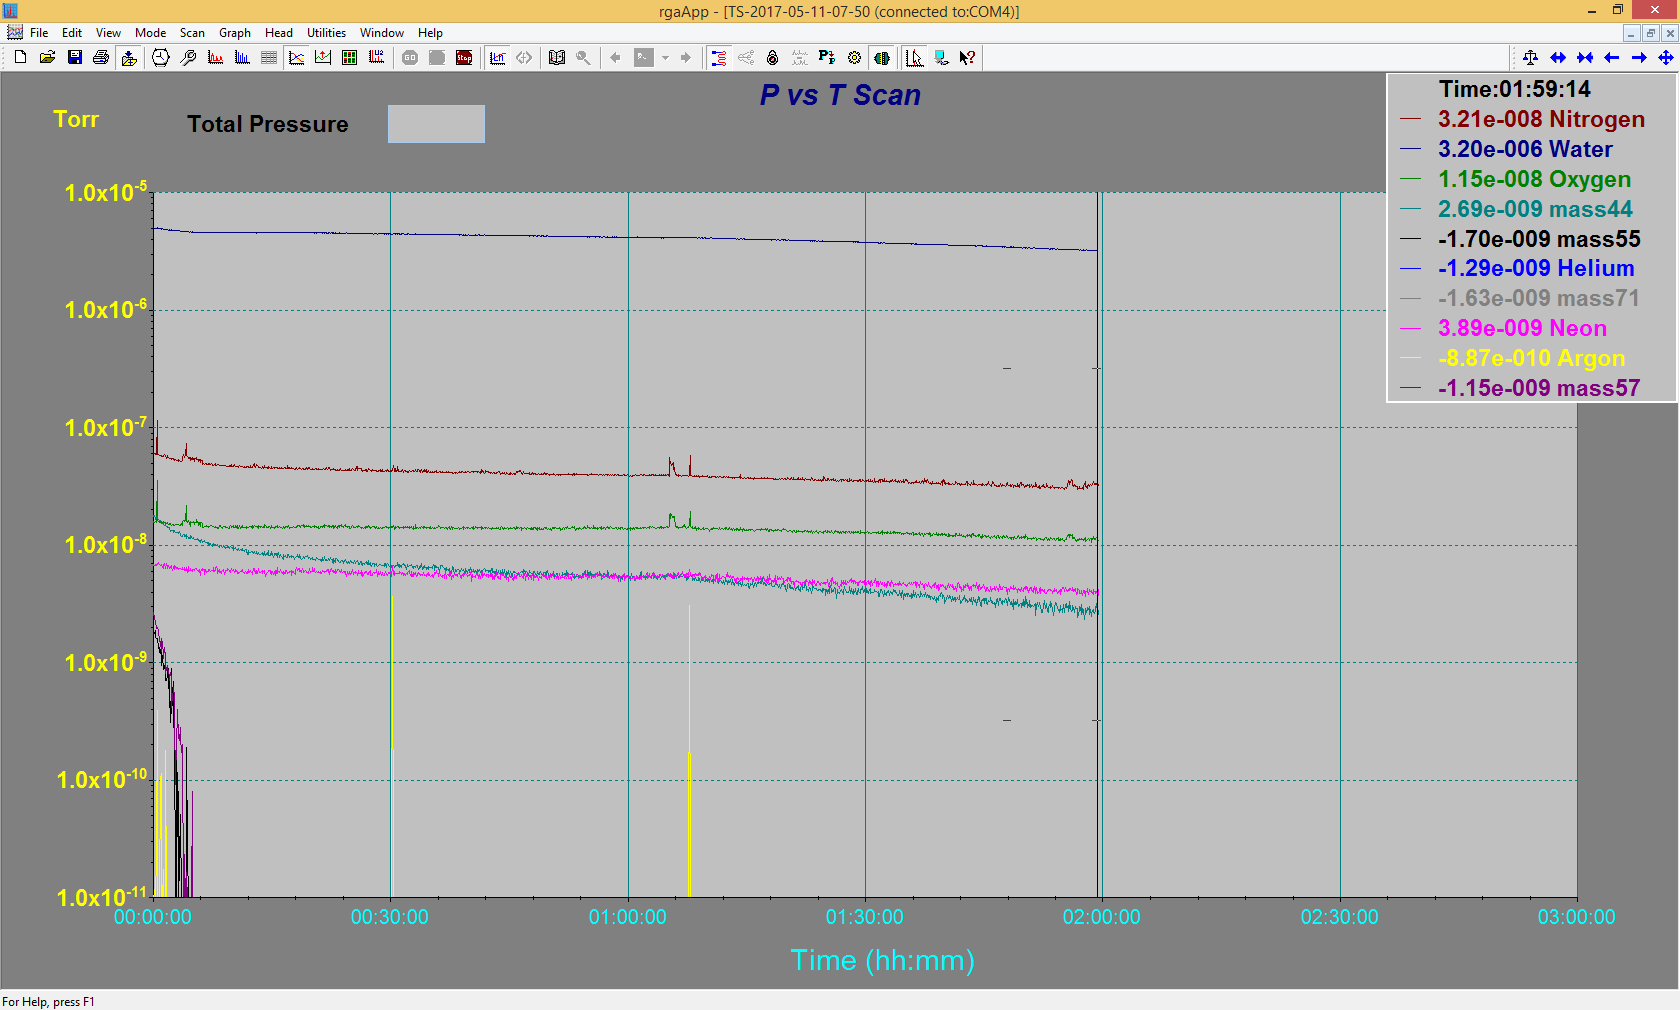 rgaApp - [TS-2017-05-11-07-50 (connected to:COM4)]
File Edit View Mode Scan Graph Head Utilities Window Help
GO Stop
P vs T Scan
Torr
Total Pressure
Time:01:59:14
3.21e-008 Nitrogen
3.20e-006 Water
1.15e-008 Oxygen
2.69e-009 mass44
-1.70e-009 mass55
-1.29e-009 Helium
-1.63e-009 mass71
3.89e-009 Neon
-8.87e-010 Argon
-1.15e-009 mass57
1.0x10-5
1.0x10-6
1.0x10-7
1.0x10-8
1.0x10-9
1.0x10-10
1.0x10-11
00:00:00 00:30:00 01:00:00 01:30:00 02:00:00 02:30:00 03:00:00
Time (hh:mm)
For Help, press F1